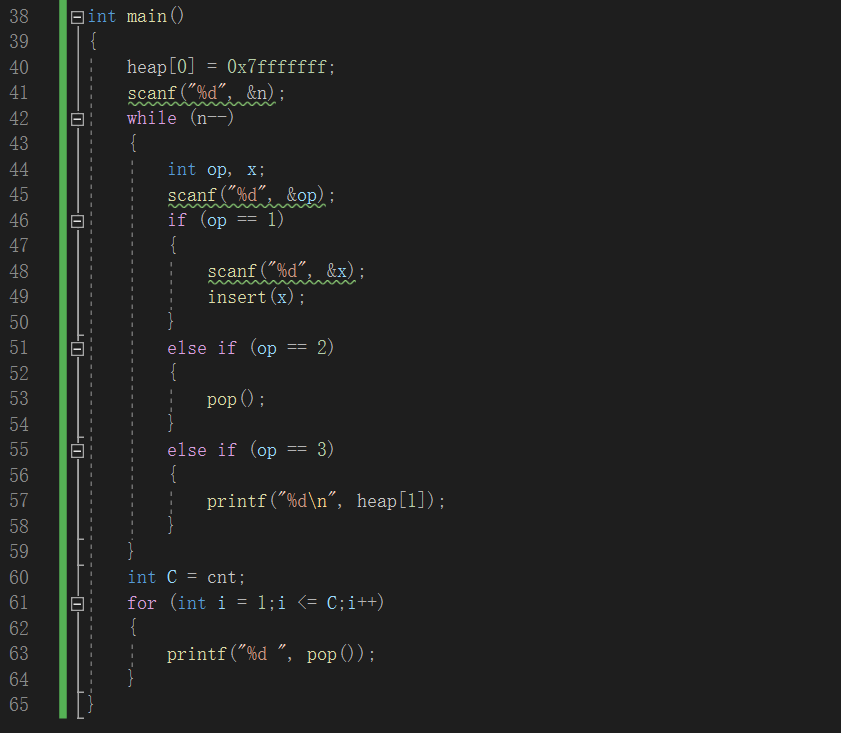 38 int main()
39 {
40 heap[0] = 0x7fffffff;
41 scanf("%d", &n);
42 while (n--)
43 {
44 int op, x;
45 scanf("%d", &op);
46 if (op == 1)
47 {
48 scanf("%d", &x);
49 insert(x);
50 }
51 else if (op == 2)
52 {
53 pop();
54 }
55 else if (op == 3)
56 {
57 printf("%d\n", heap[1]);
58 }
59 }
60 int C = cnt;
61 for (int i = 1;i <= C;i++)
62 {
63 printf("%d ", pop());
64 }
65 }